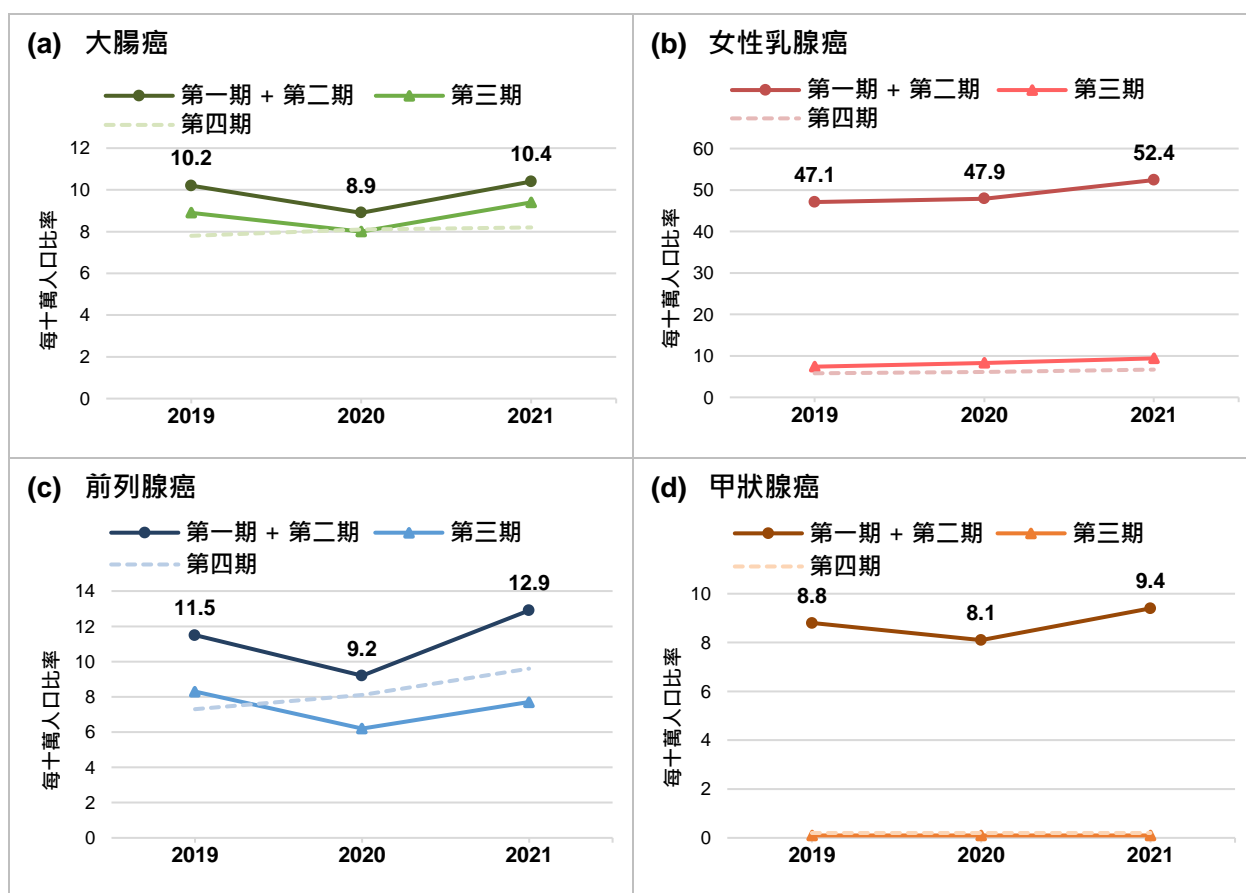 (a) 大腸癌
第一期 + 第二期 第三期
第四期
每十萬人口比率
12
10
8
6
4
2
0
10.2
8.9
10.4
2019 2020 2021
(b) 女性乳腺癌
第一期 + 第二期 第三期
第四期
每十萬人口比率
60
50
40
30
20
10
0
47.1
47.9
52.4
2019 2020 2021
(c) 前列腺癌
第一期 + 第二期 第三期
第四期
每十萬人口比率
14
12
10
8
6
4
2
0
11.5
9.2
12.9
2019 2020 2021
(d) 甲狀腺癌
第一期 + 第二期 第三期
第四期
每十萬人口比率
10
8
6
4
2
0
8.8
8.1
9.4
2019 2020 2021